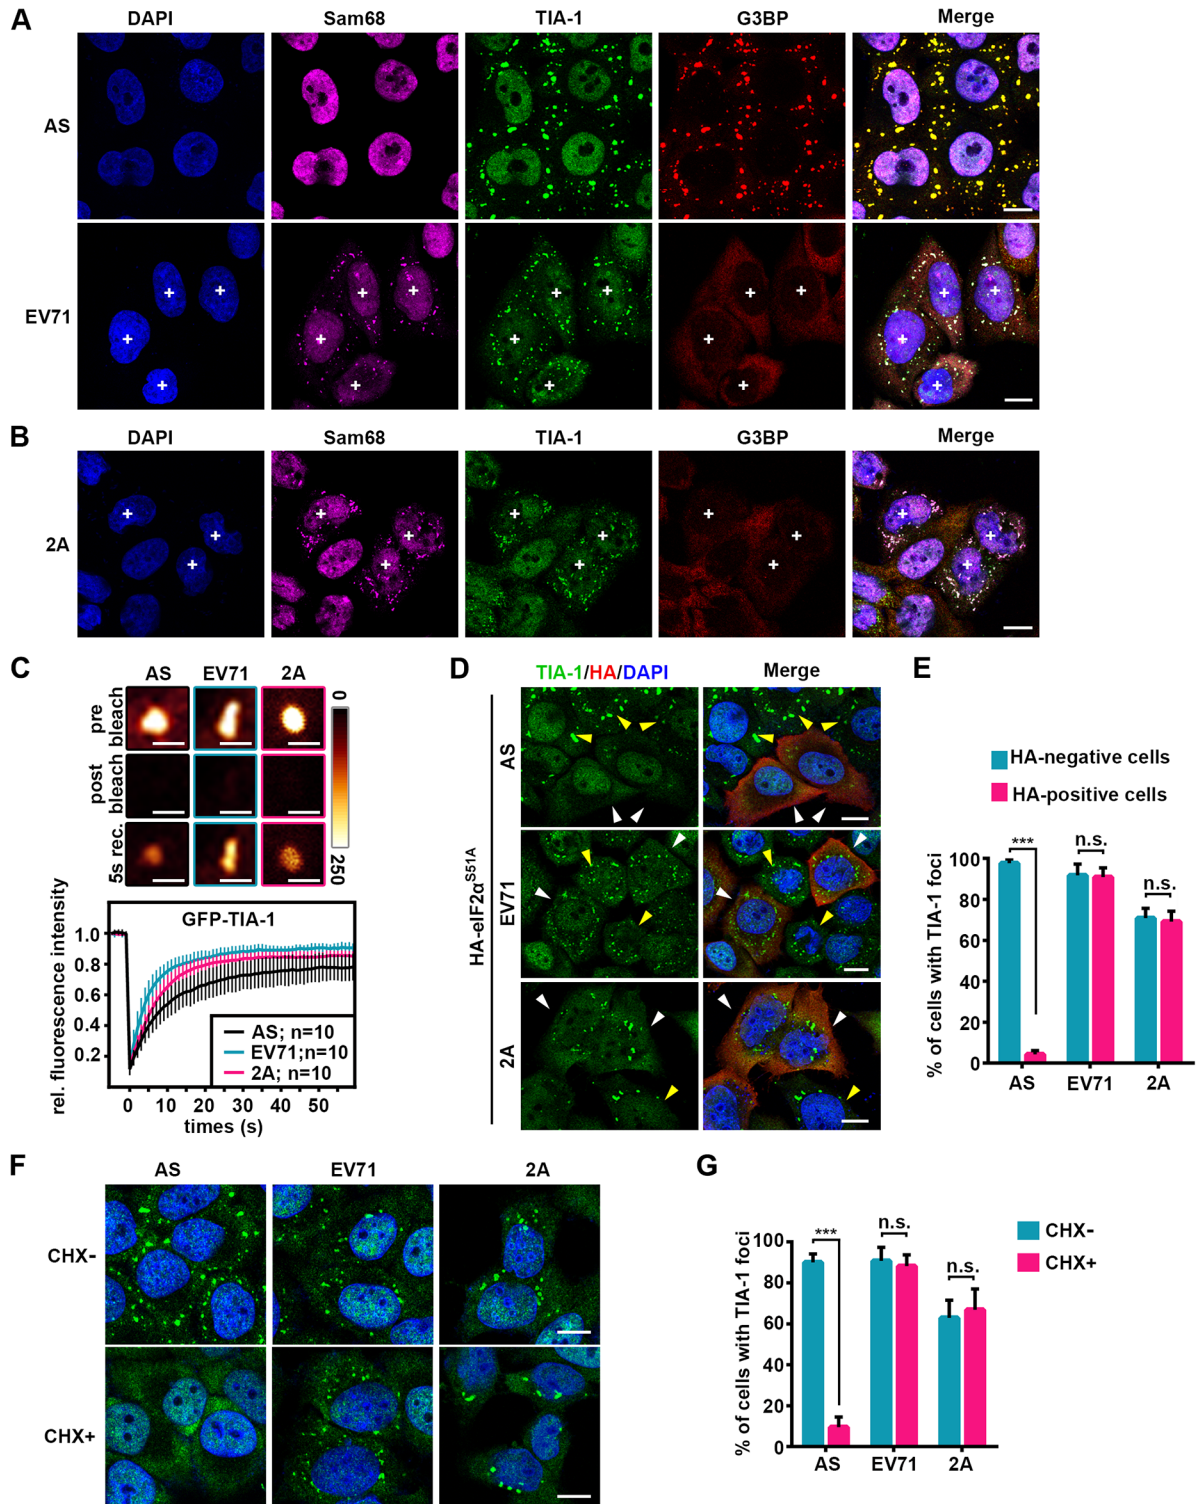 A
DAPI Sam68 TIA-1 G3BP Merge
AS
EV71
B
DAPI Sam68 TIA-1 G3BP Merge
2A
C
AS EV71 2A
pre bleach
post bleach
5s rec.
0
250
GFP-TIA-1
rel. fluorescence intensity
1.0
0.8
0.6
0.4
0.2
AS; n=10
EV71;n=10
2A; n=10
0 10 20 30 40 50
times (s)
D
TIA-1/HA/DAPI Merge
HA-eIF2αS51A
AS
EV71
2A
E
HA-negative cells
HA-positive cells
% of cells with TIA-1 foci
100
80
60
40
20
0
*** n.s. n.s.
AS EV71 2A
F
AS EV71 2A
CHX-
CHX+
G
CHX-
CHX+
% of cells with TIA-1 foci
100
80
60
40
20
0
*** n.s. n.s.
AS EV71 2A